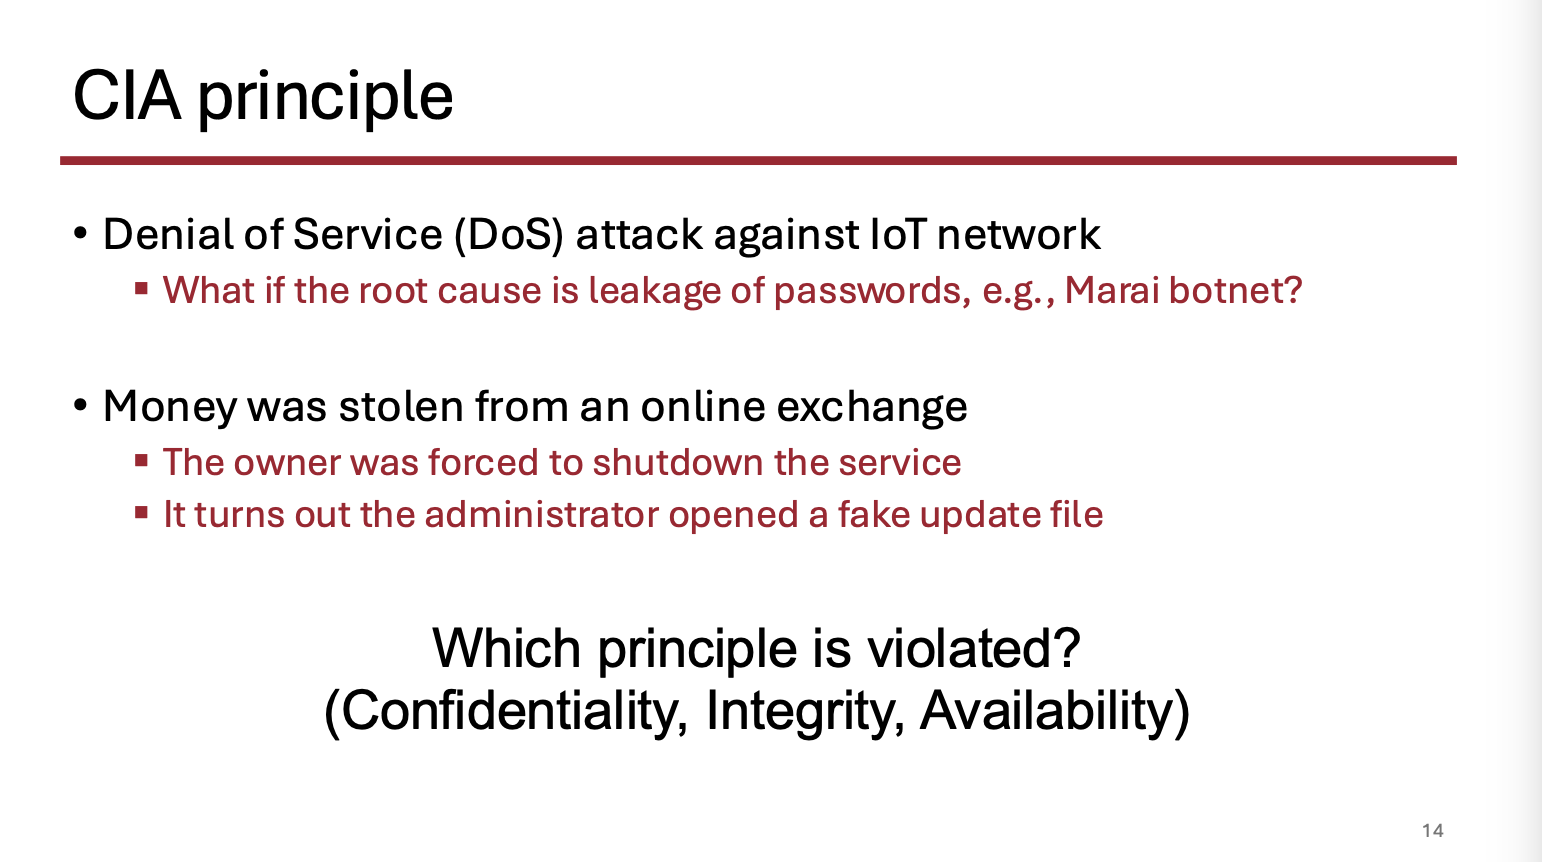 CIA principle
• Denial of Service (DoS) attack against IoT network
▪ What if the root cause is leakage of passwords, e.g., Marai botnet?
• Money was stolen from an online exchange
▪ The owner was forced to shutdown the service
▪ It turns out the administrator opened a fake update file
Which principle is violated?
(Confidentiality, Integrity, Availability)
14